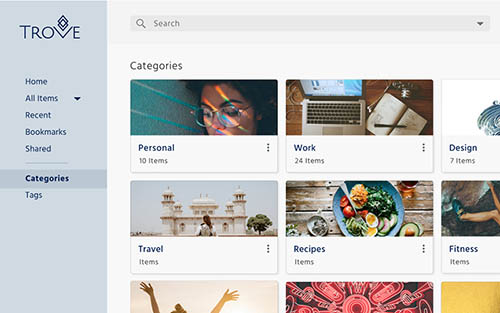 TROVE
Search
Home
All Items
Recent
Bookmarks
Shared
Categories
Tags
Categories
Personal
10 Items
Work
24 Items
Design
7 Items
Travel
Items
Recipes
Items
Fitness
Items